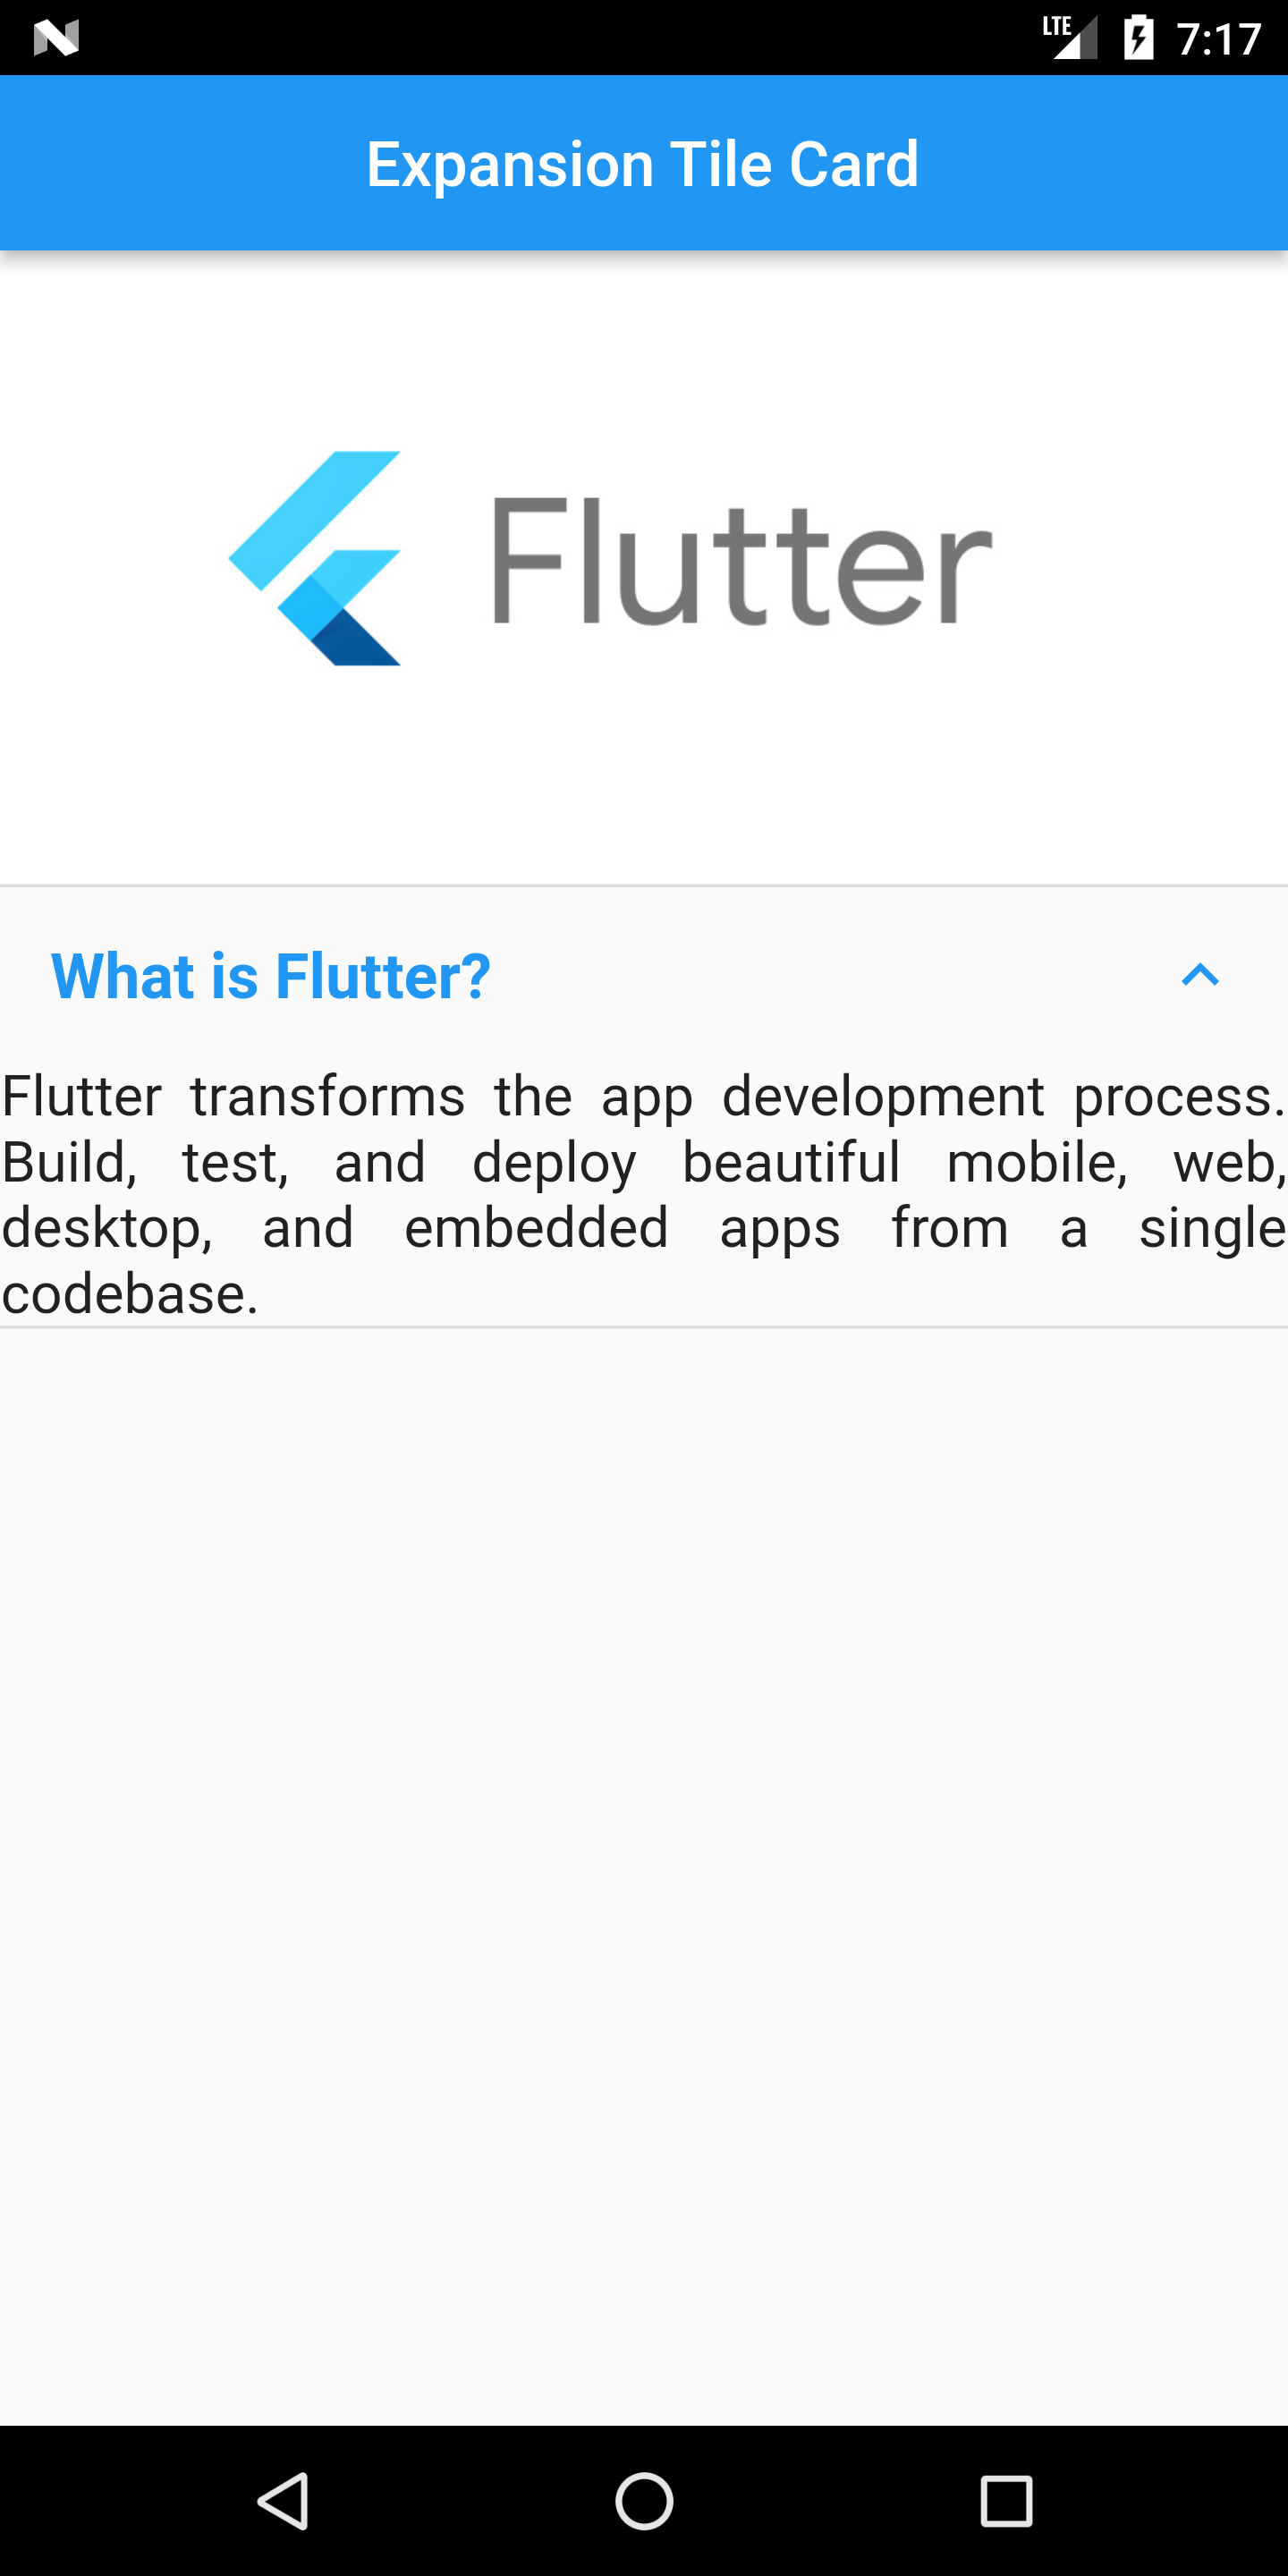 LTE 7:17
Expansion Tile Card
Flutter
What is Flutter?
Flutter transforms the app development process.
Build, test, and deploy beautiful mobile, web,
desktop, and embedded apps from a single
codebase.